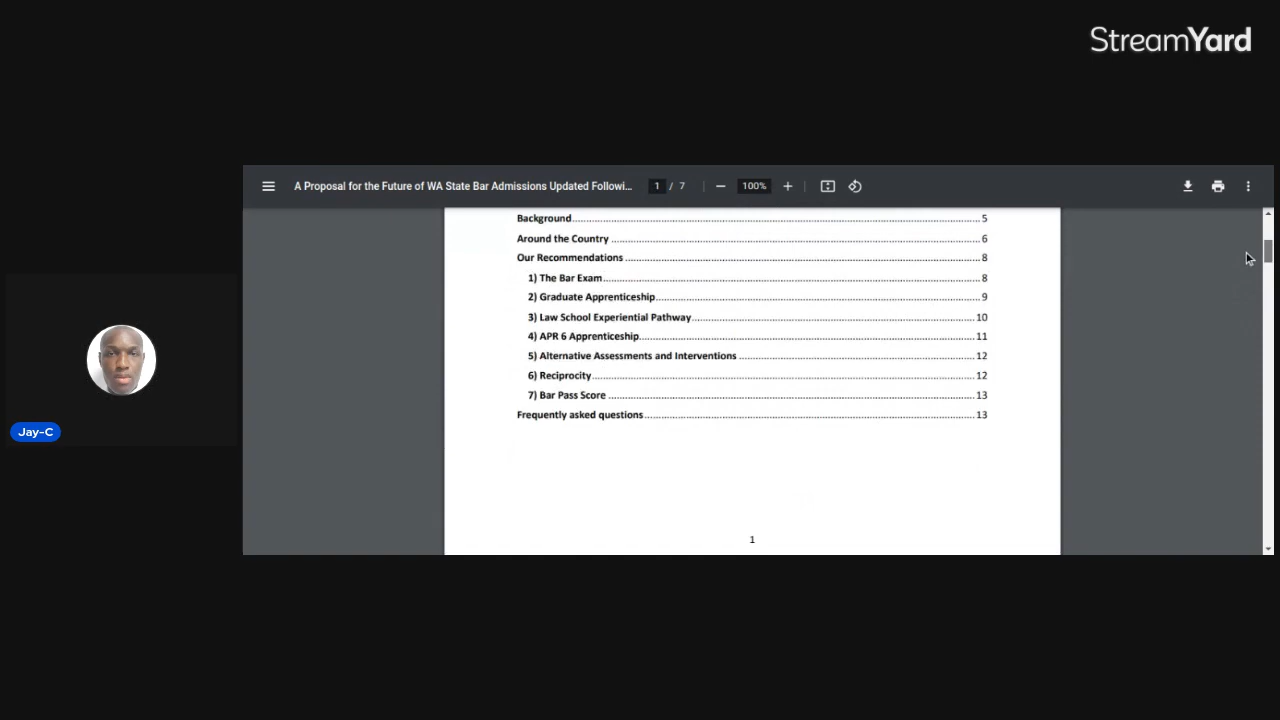 StreamYard
A Proposal for the Future of WA State Bar Admissions Updated Followi... 1 / 7 100%
Background 5
Around the Country 6
Our Recommendations 8
1) The Bar Exam 8
2) Graduate Apprenticeship 9
3) Law School Experiential Pathway 10
4) APR 6 Apprenticeship 11
5) Alternative Assessments and Interventions 12
6) Reciprocity 12
7) Bar Pass Score 13
Frequently asked questions 13
1
Jay-C